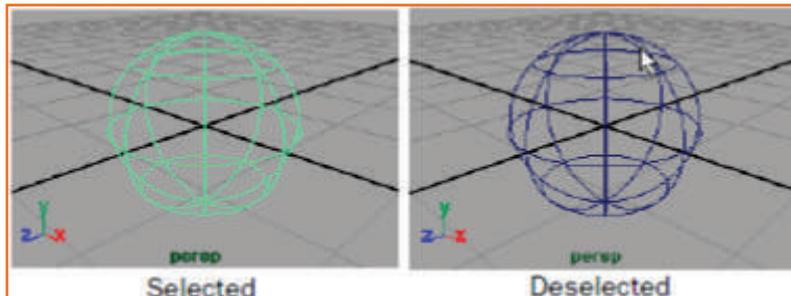 y
z x
persp
Selected
y
z x
persp
Deselected